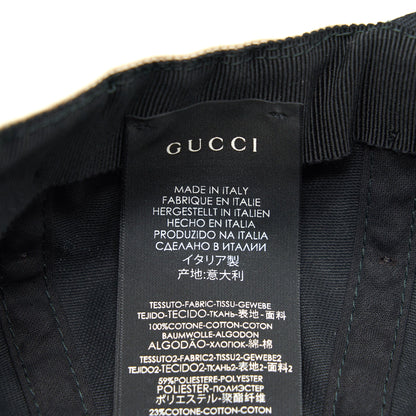 GUCCI
MADE IN ITALY
FABRIQUE EN ITALIE
HERGESTELLT IN ITALIEN
HECHO EN ITALIA
PRODUZIDO NA ITALIA
СДЕЛАНО В ИТАЛИИ
イタリア製
产地:意大利
TESSUTO-FABRIC-TISSU-GEWEBE
TEJIDO-TECIDO-ТКАНЬ-表地-面料
100%COTONE-COTTON-COTON
BAUMWOLLE-ALGODON
ALGODÃO-ХЛОПОК-綿-棉
TESSUTO2-FABRIC2-TISSU2-GEWEBE2
TEJIDO2-TECIDO2-ТКАНЬ2-表地2-面料2
59%POLIESTERE-POLYESTER
POLIESTER-ПОЛИЭСТЕР
ポリエステル-聚酯纤维
23%COTONE-COTTON-COTON